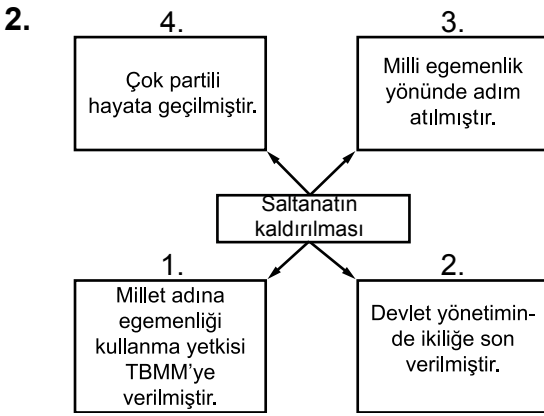 2.
4.
Çok partili
hayata geçilmiştir.
3.
Milli egemenlik
yönünde adım
atılmıştır.
Saltanatın
kaldırılması
1.
Millet adına
egemenliği
kullanma yetkisi
TBMM'ye
verilmiştir.
2.
Devlet yönetimin-
de ikiliğe son
verilmiştir.